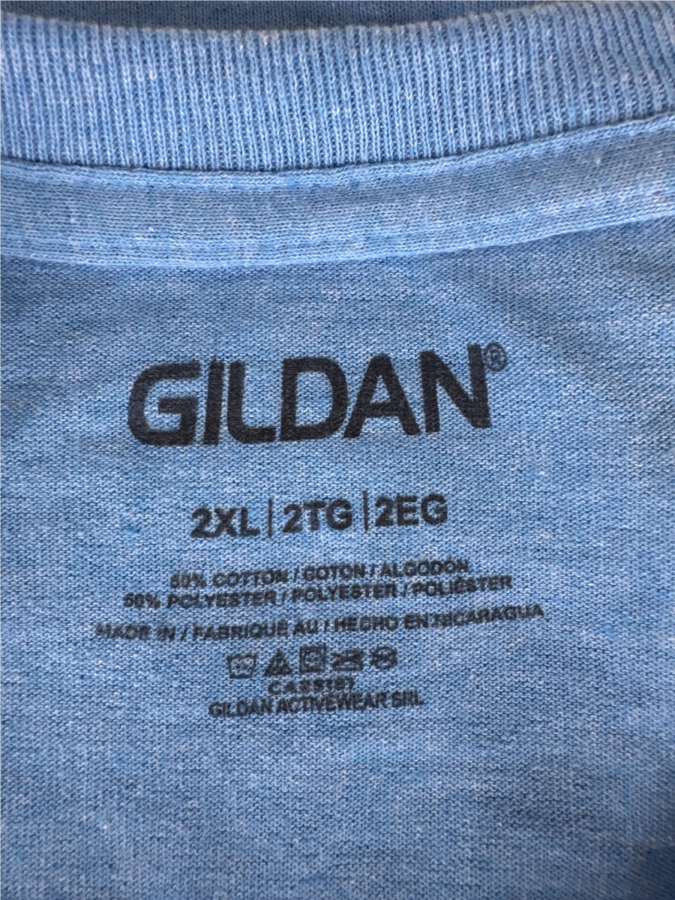 GILDAN®
2XL | 2TG | 2EG
50% COTTON / COTON / ALGODÓN
50% POLYESTER / POLYESTER / POLIÉSTER
MADE IN / FABRIQUÉ AU / HECHO EN NICARAGUA
GILDAN ACTIVEWEAR SRL